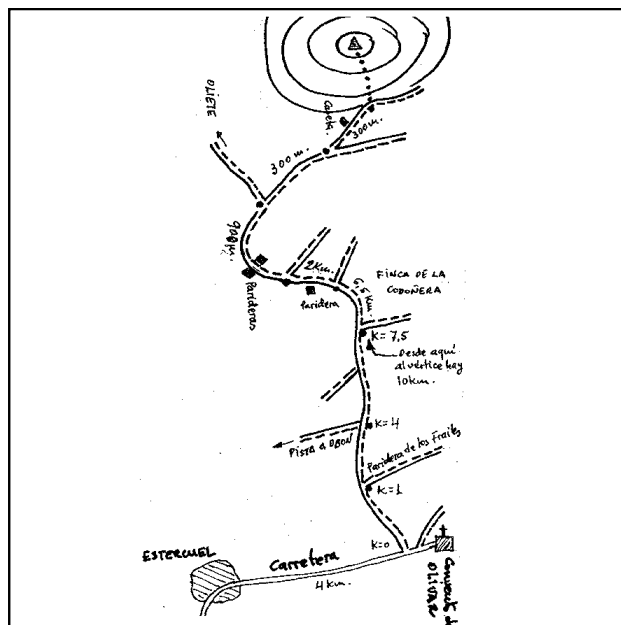 OLIETE
Caseta.
300 m.
300 m.
900 m.
Parideras
2 Km.
Paridera
6,5 Km.
FINCA DE LA
CODOÑERA
K = 7,5
Desde aquí
al vértice hay
10 km.
K = 4
PISTA A OBON
Paridera de los Frailes
K = 1
K = 0
ESTERCUEL
Carretera
4 Km.
Convento del
OLIVAR